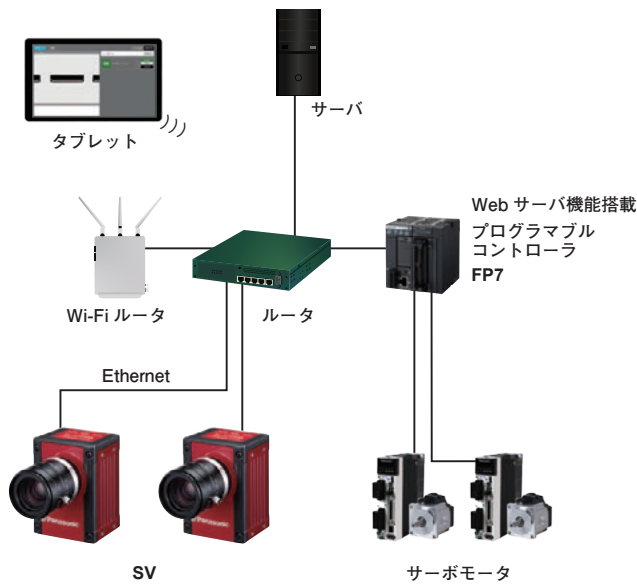 タブレット
サーバ
Web サーバ機能搭載
プログラマブル
コントローラ
FP7
Wi-Fi ルータ
ルータ
Ethernet
Panasonic
Panasonic
SV
サーボモータ